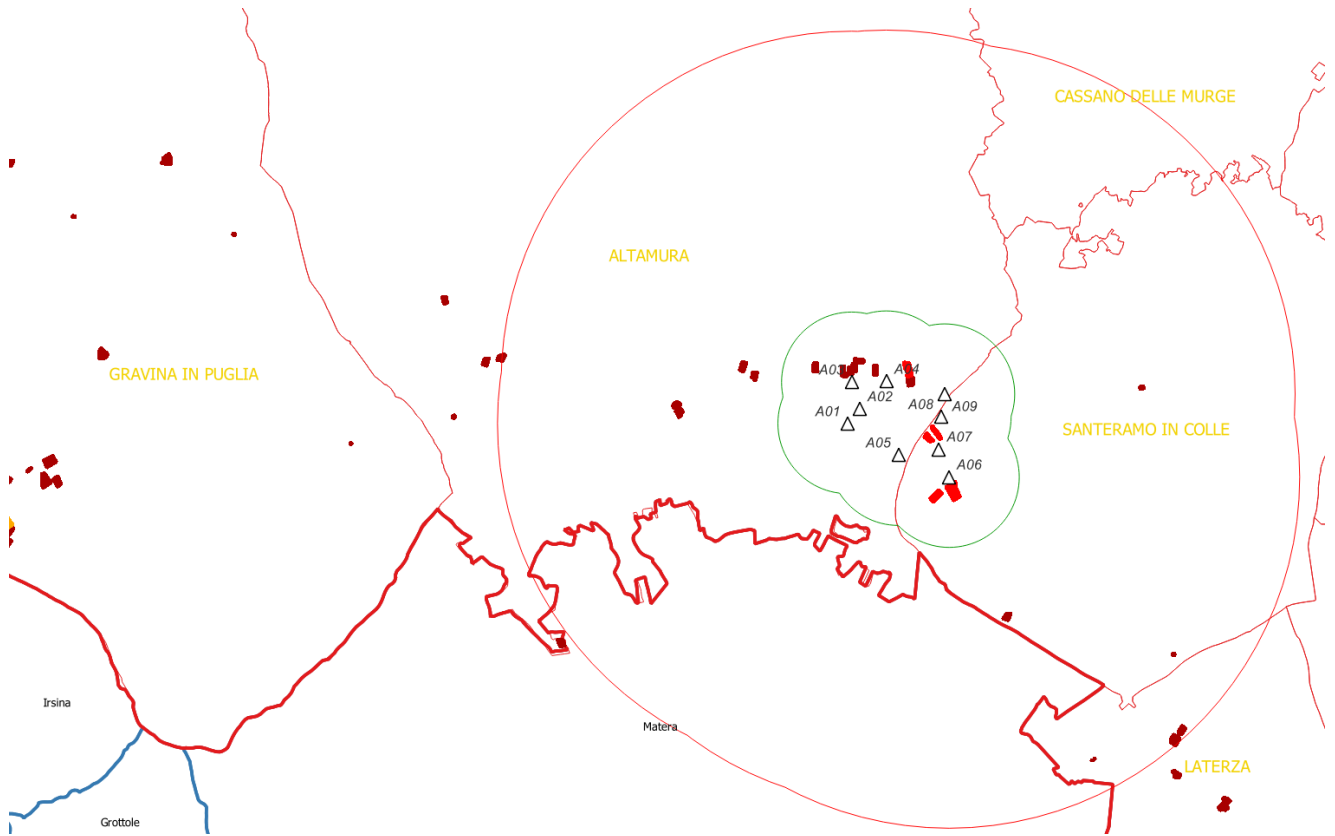 CASSANO DELLE MURGE
ALTAMURA
GRAVINA IN PUGLIA
A03
A04
A02
A08
A09
A01
SANTERAMO IN COLLE
A07
A05
A06
Irsina
Matera
LATERZA
Grottole